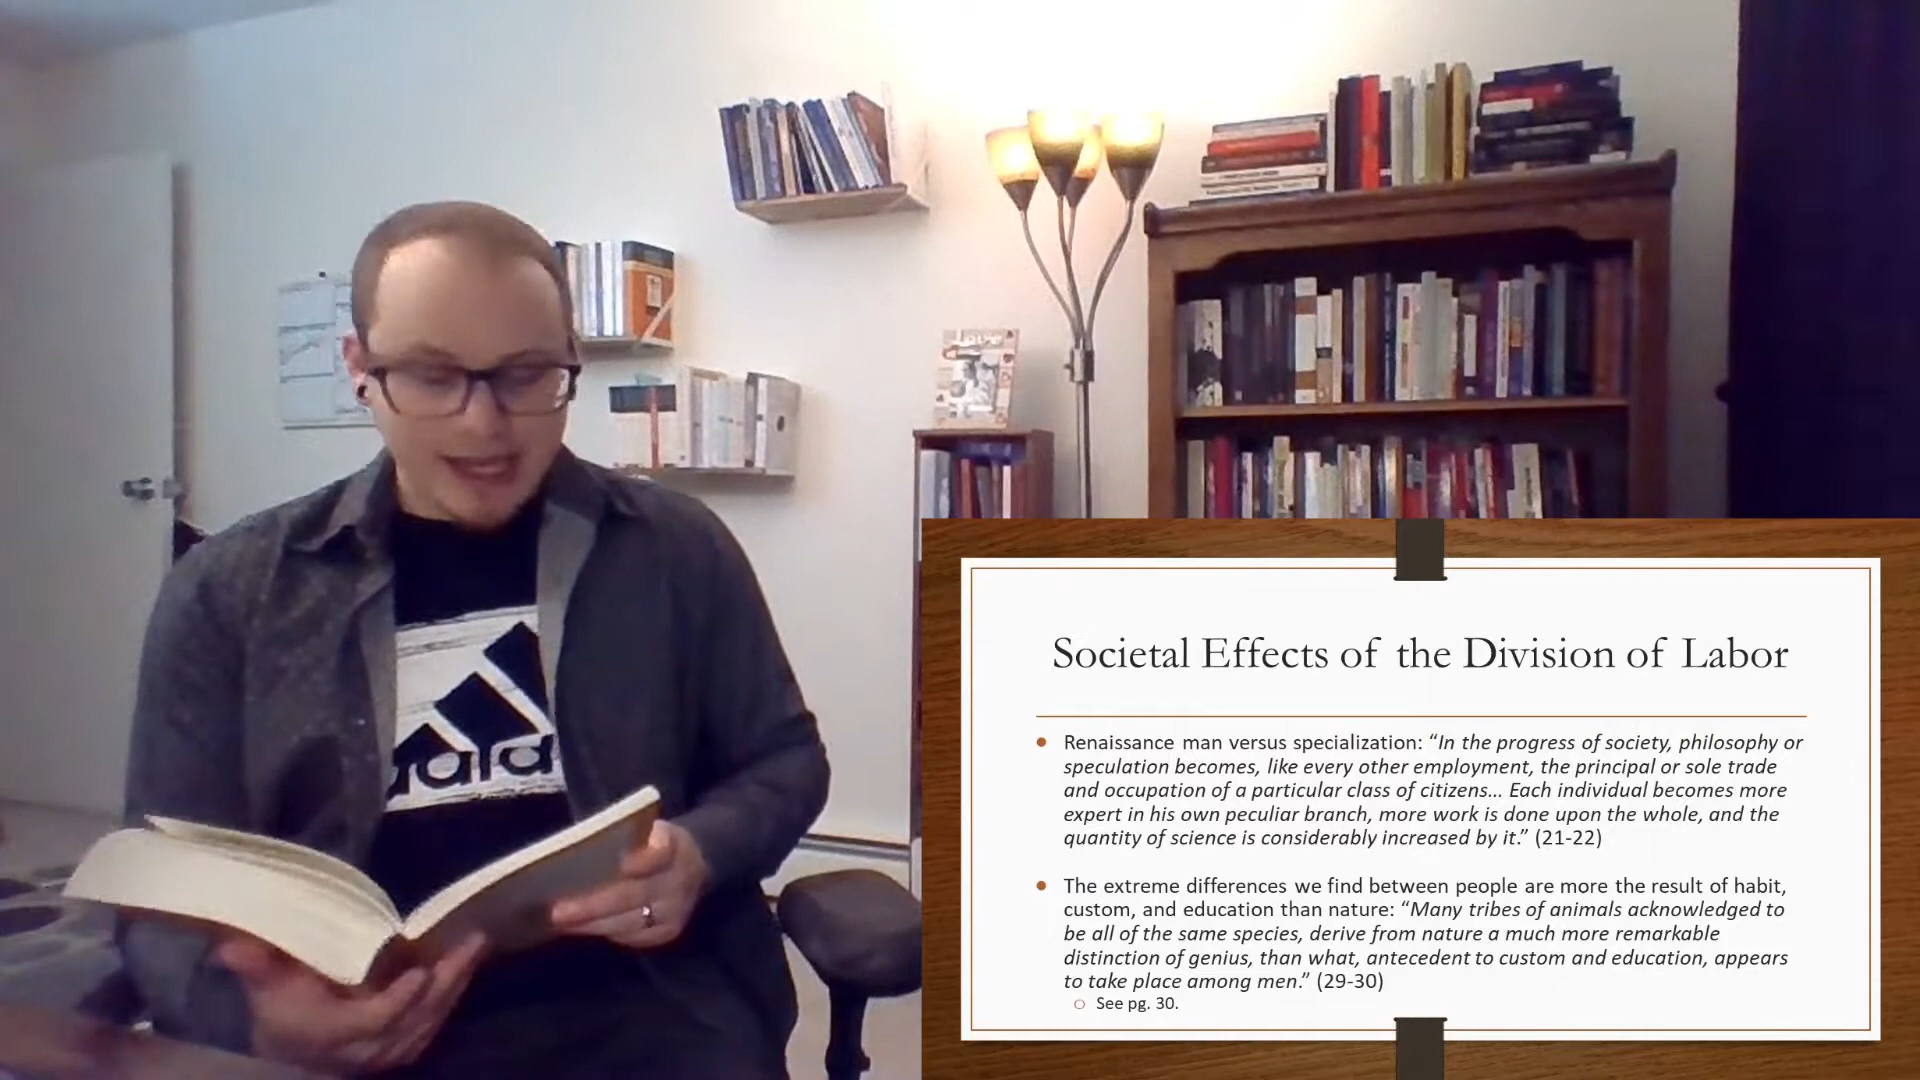 Love
adida
Societal Effects of the Division of Labor
• Renaissance man versus specialization: “In the progress of society, philosophy or
speculation becomes, like every other employment, the principal or sole trade
and occupation of a particular class of citizens... Each individual becomes more
expert in his own peculiar branch, more work is done upon the whole, and the
quantity of science is considerably increased by it.” (21-22)
• The extreme differences we find between people are more the result of habit,
custom, and education than nature: “Many tribes of animals acknowledged to
be all of the same species, derive from nature a much more remarkable
distinction of genius, than what, antecedent to custom and education, appears
to take place among men.” (29-30)
○ See pg. 30.